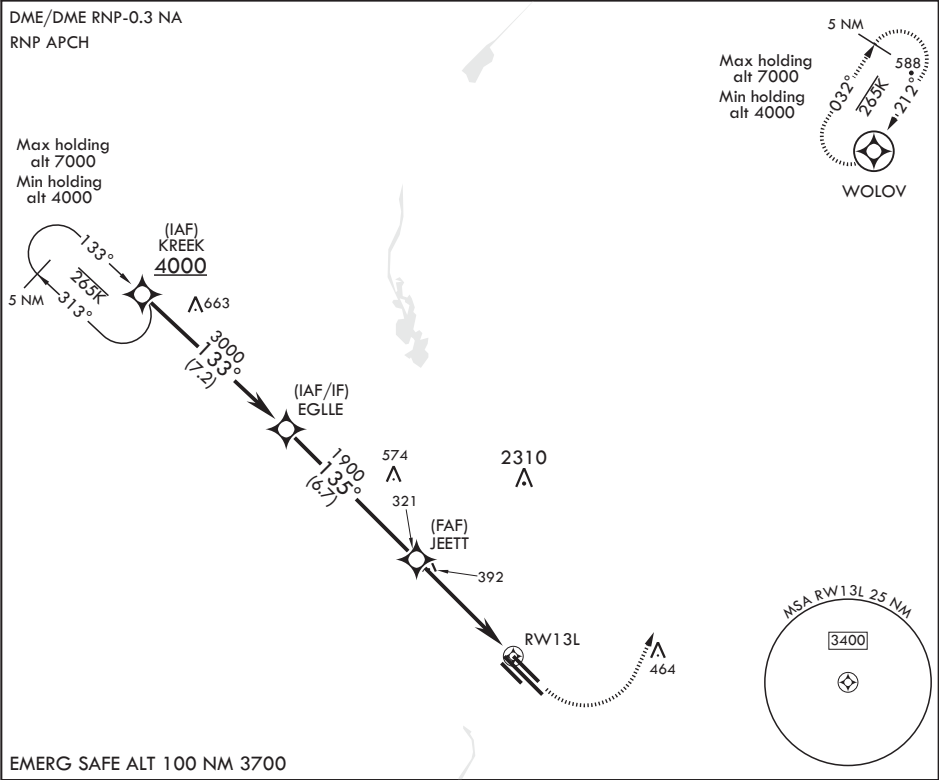 DME/DME RNP-0.3 NA
RNP APCH
5 NM
Max holding
alt 7000
Min holding
alt 4000
588
032°
265K
212°
WOLOV
Max holding
alt 7000
Min holding
alt 4000
(IAF)
KREEK
4000
133°
265K
313°
5 NM
663
3000
133°
(7.2)
(IAF/IF)
EGLLE
1900
135°
(6.7)
574
2310
321
(FAF)
JEETT
392
RW13L
464
MSA RW13L 25 NM
3400
EMERG SAFE ALT 100 NM 3700